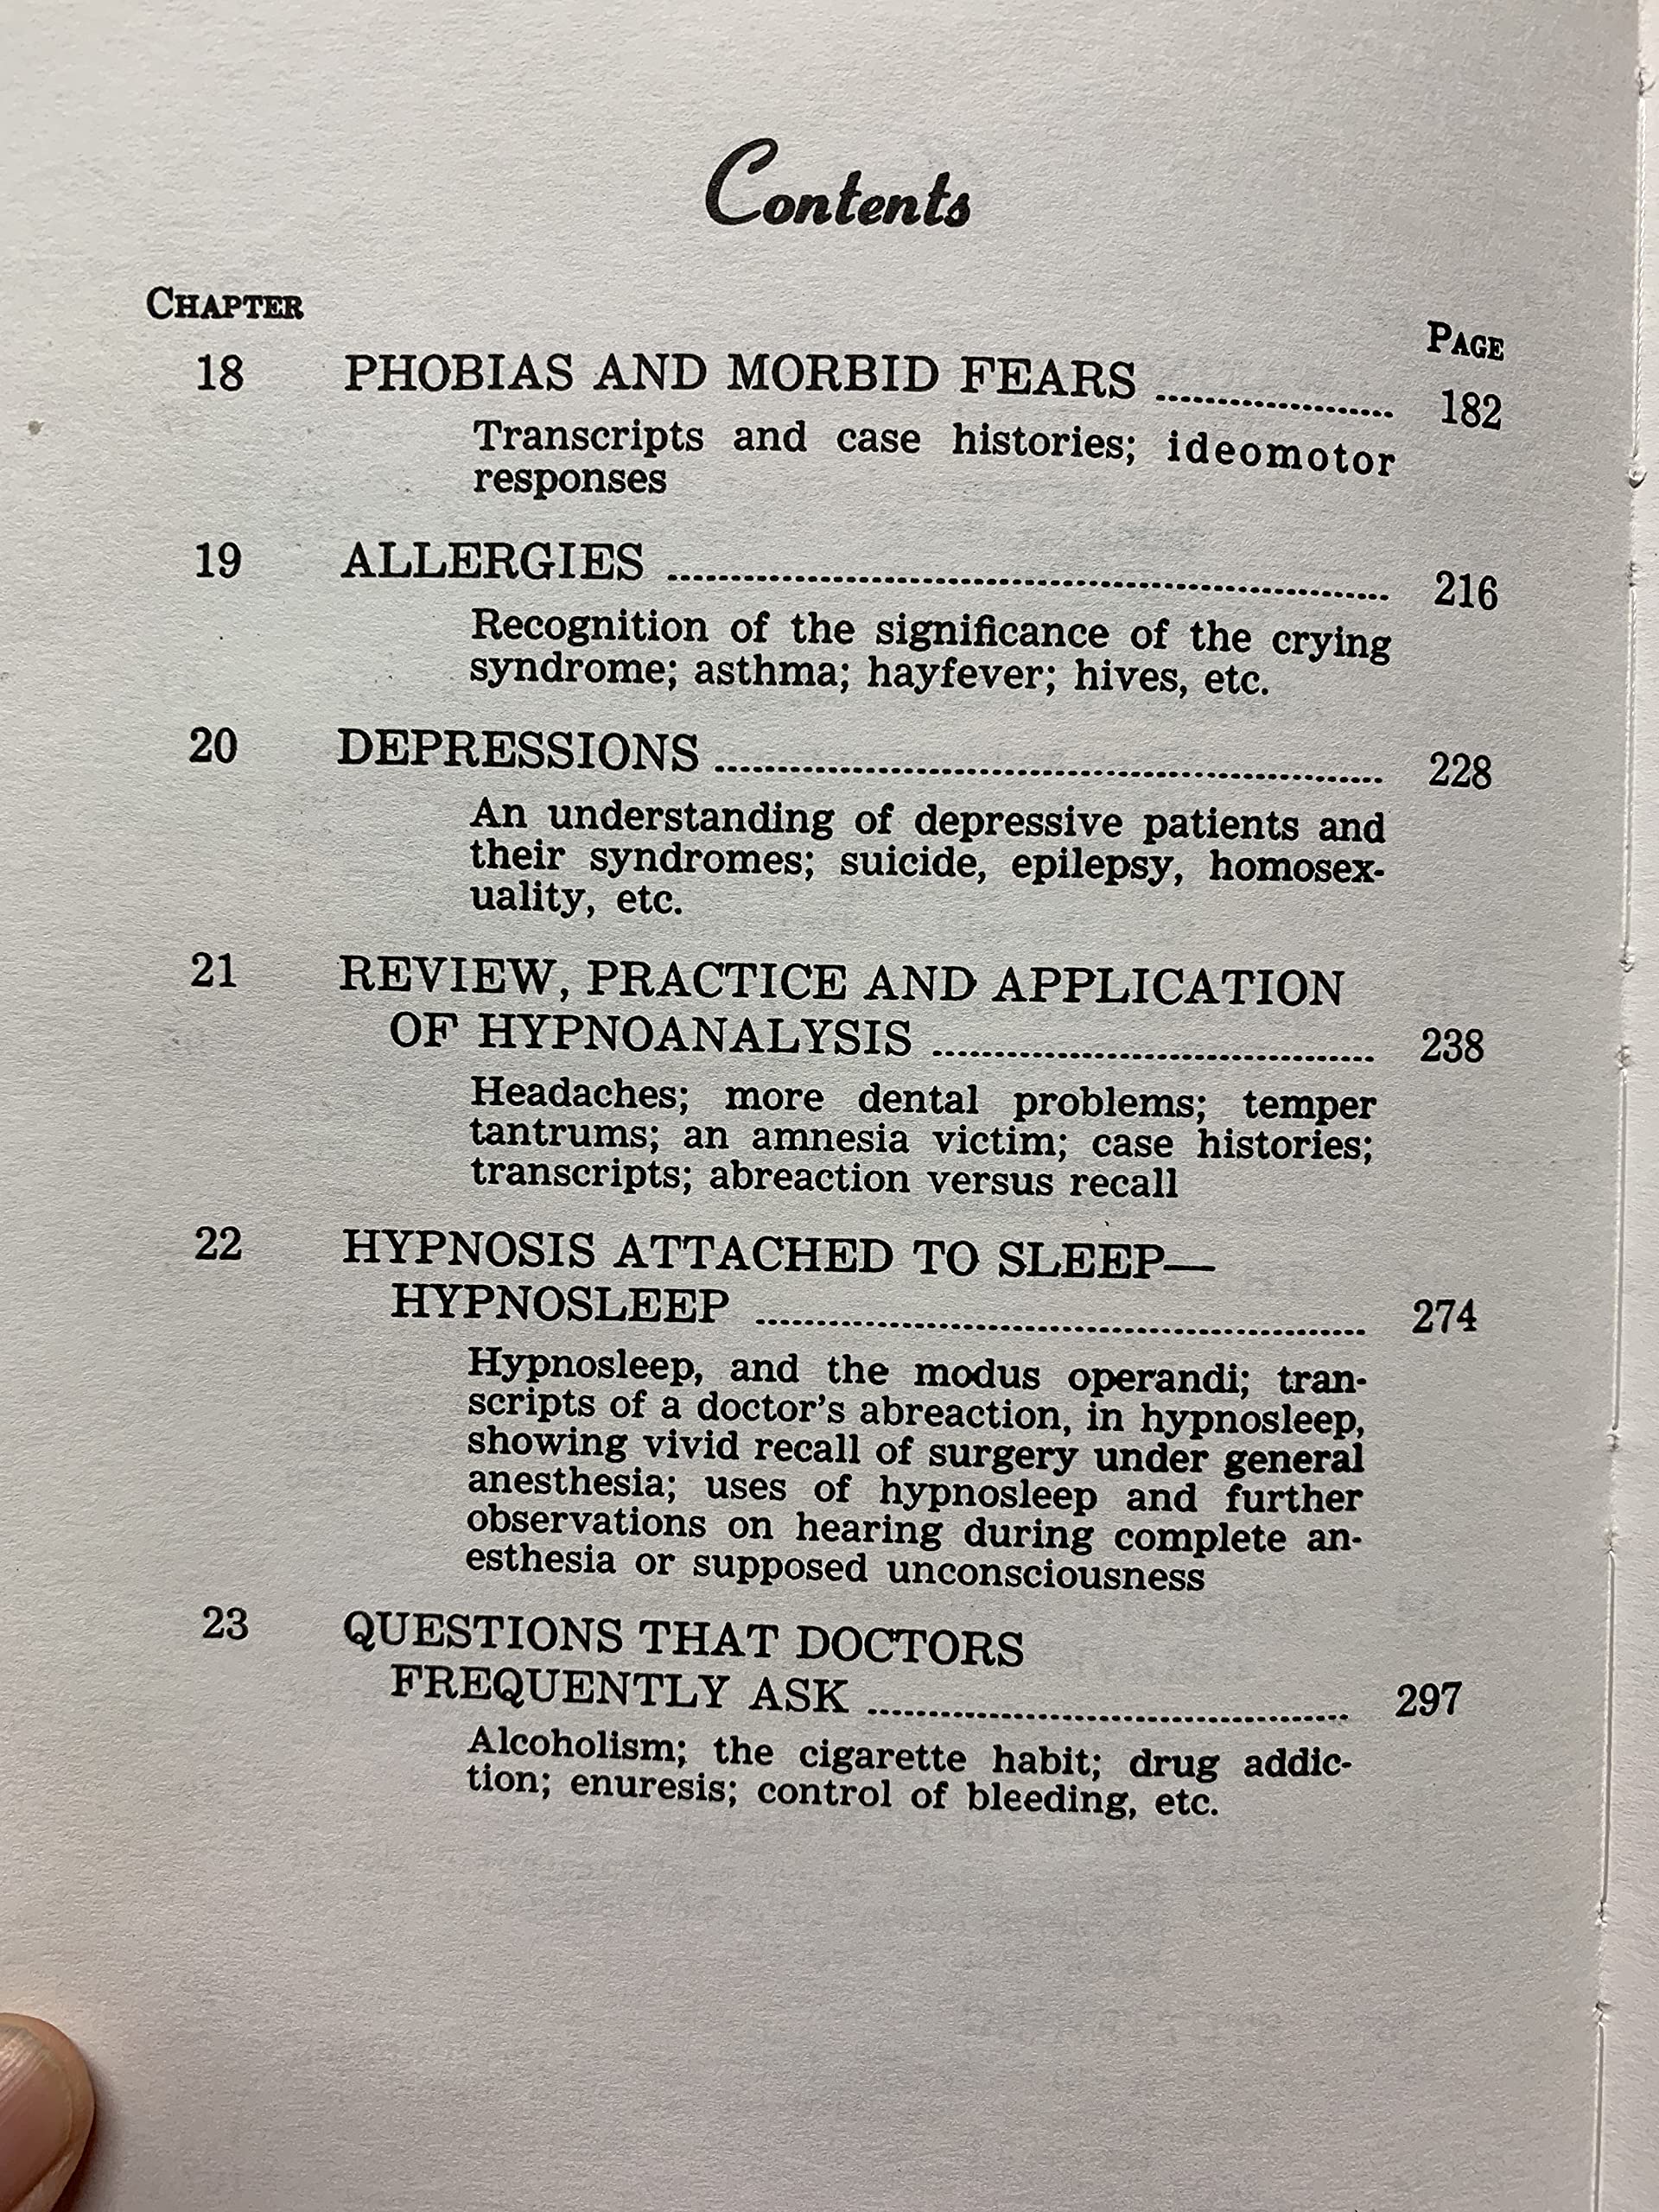 Contents
CHAPTER
PAGE
18 PHOBIAS AND MORBID FEARS ........................ 182
Transcripts and case histories; ideomotor
responses
19 ALLERGIES ........................ 216
Recognition of the significance of the crying
syndrome; asthma; hayfever; hives, etc.
20 DEPRESSIONS ........................ 228
An understanding of depressive patients and
their syndromes; suicide, epilepsy, homosex-
uality, etc.
21 REVIEW, PRACTICE AND APPLICATION
OF HYPNOANALYSIS ........................ 238
Headaches; more dental problems; temper
tantrums; an amnesia victim; case histories;
transcripts; abreaction versus recall
22 HYPNOSIS ATTACHED TO SLEEP—
HYPNOSLEEP ........................ 274
Hypnosleep, and the modus operandi; tran-
scripts of a doctor's abreaction, in hypnosleep,
showing vivid recall of surgery under general
anesthesia; uses of hypnosleep and further
observations on hearing during complete an-
esthesia or supposed unconsciousness
23 QUESTIONS THAT DOCTORS
FREQUENTLY ASK ........................ 297
Alcoholism; the cigarette habit; drug addic-
tion; enuresis; control of bleeding, etc.